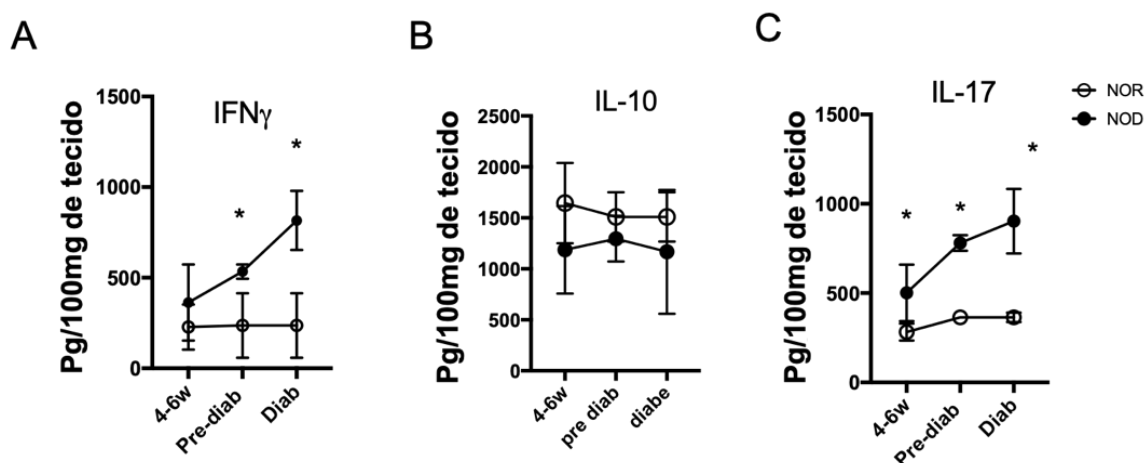 A
IFNγ
Pg/100mg de tecido
1500
1000
500
0
*
*
4-6w
Pre-diab
Diab
B
IL-10
Pg/100mg de tecido
2500
2000
1500
1000
500
0
4-6w
pre diab
diabe
C
IL-17
Pg/100mg de tecido
1500
1000
500
0
*
*
*
4-6w
Pre-diab
Diab
NOR
NOD